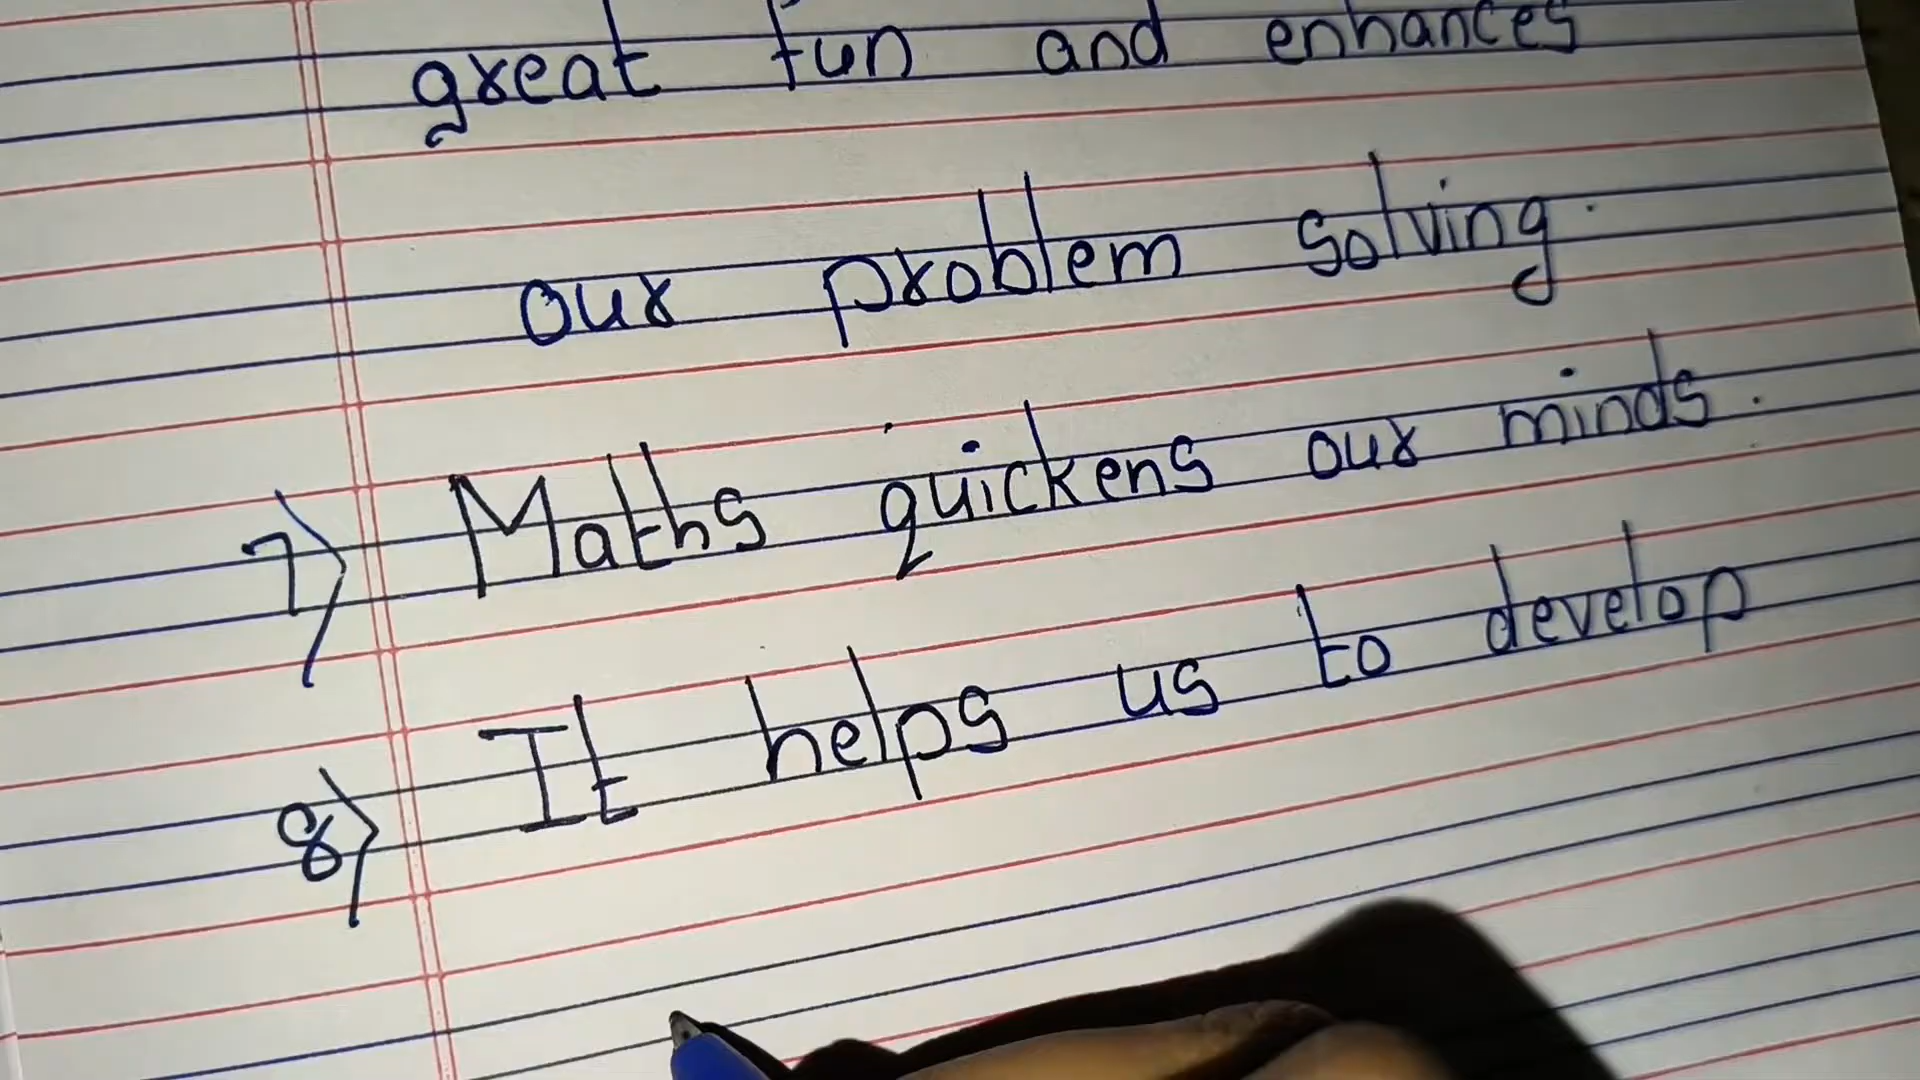 great fun and enhances
our problem solving.
7) Maths quickens our minds.
8) It helps us to develop